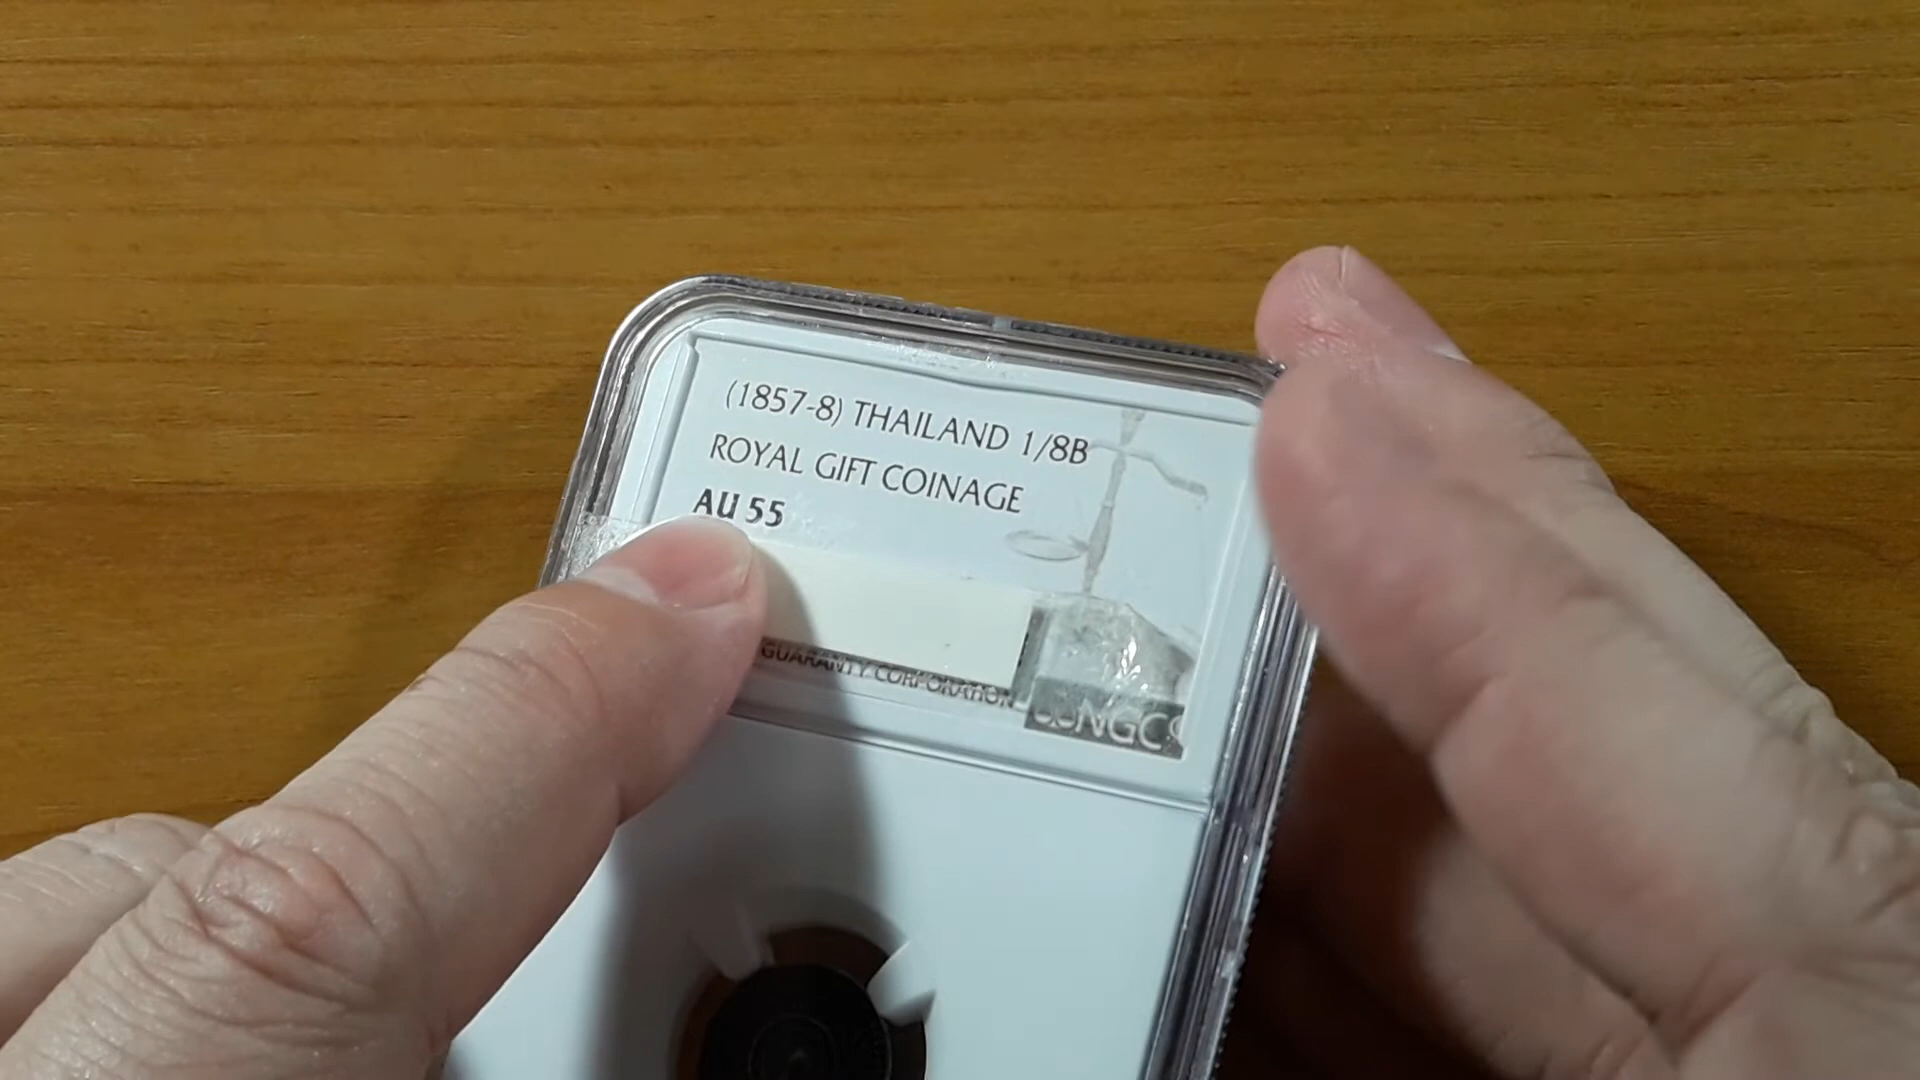 (1857-8) THAILAND 1/8B
ROYAL GIFT COINAGE
AU 55
GUARANTY CORPORATION
NGC